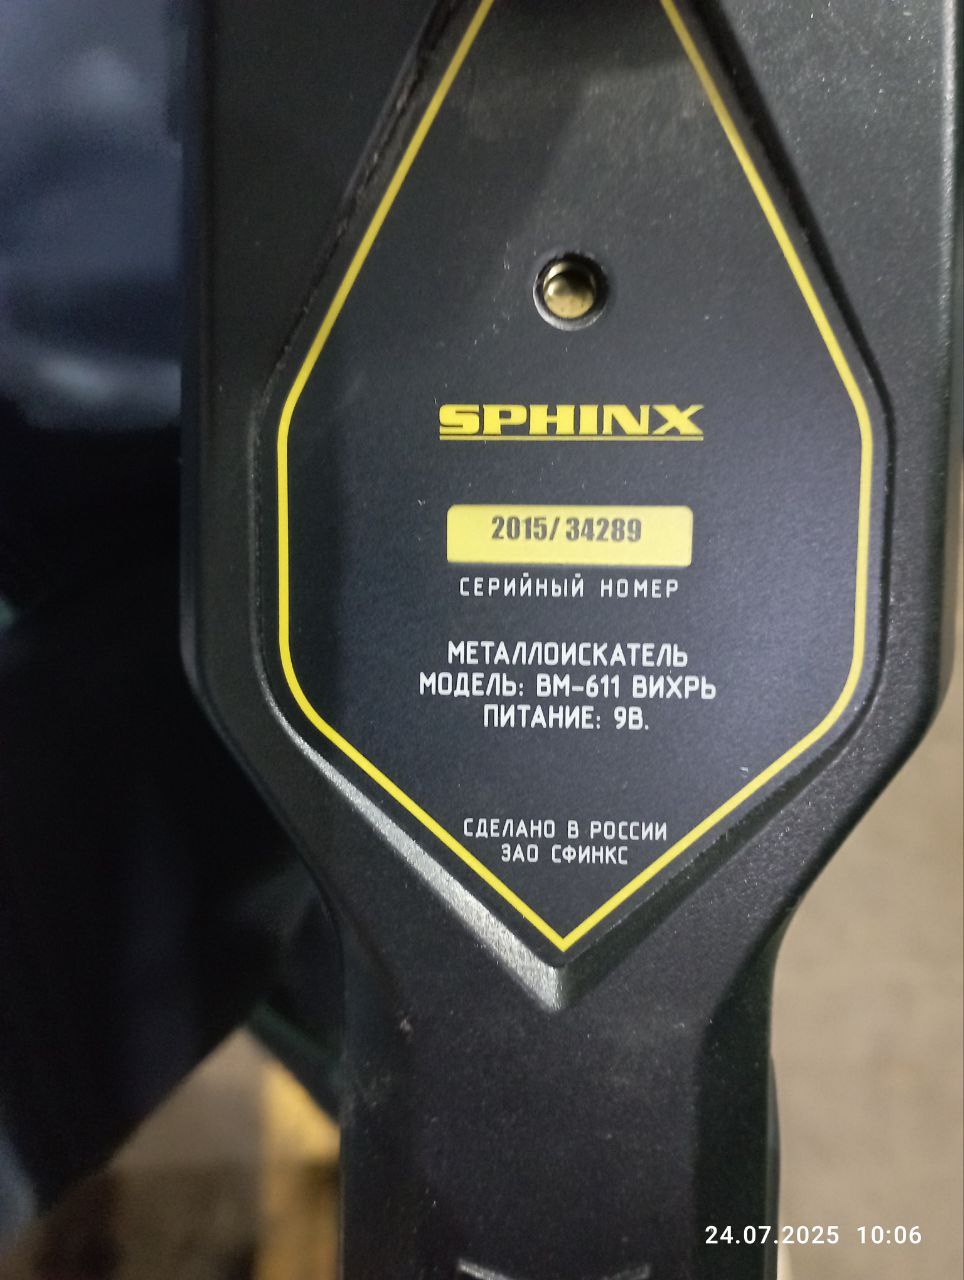 SPHINX
2015/34289
СЕРИЙНЫЙ НОМЕР
МЕТАЛЛОИСКАТЕЛЬ
МОДЕЛЬ: ВМ-611 ВИХРЬ
ПИТАНИЕ: 9В.
СДЕЛАНО В РОССИИ
ЗАО СФИНКС
24.07.2025 10:06